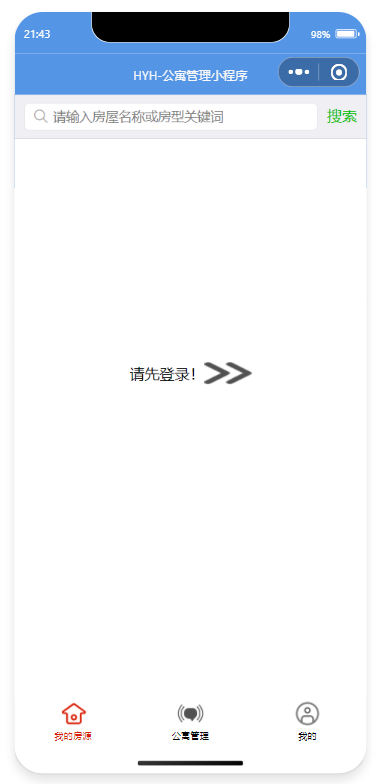 21:43
98%
HYH-公寓管理小程序
请输入房屋名称或房型关键词
搜索
请先登录!
我的房源
公寓管理
我的